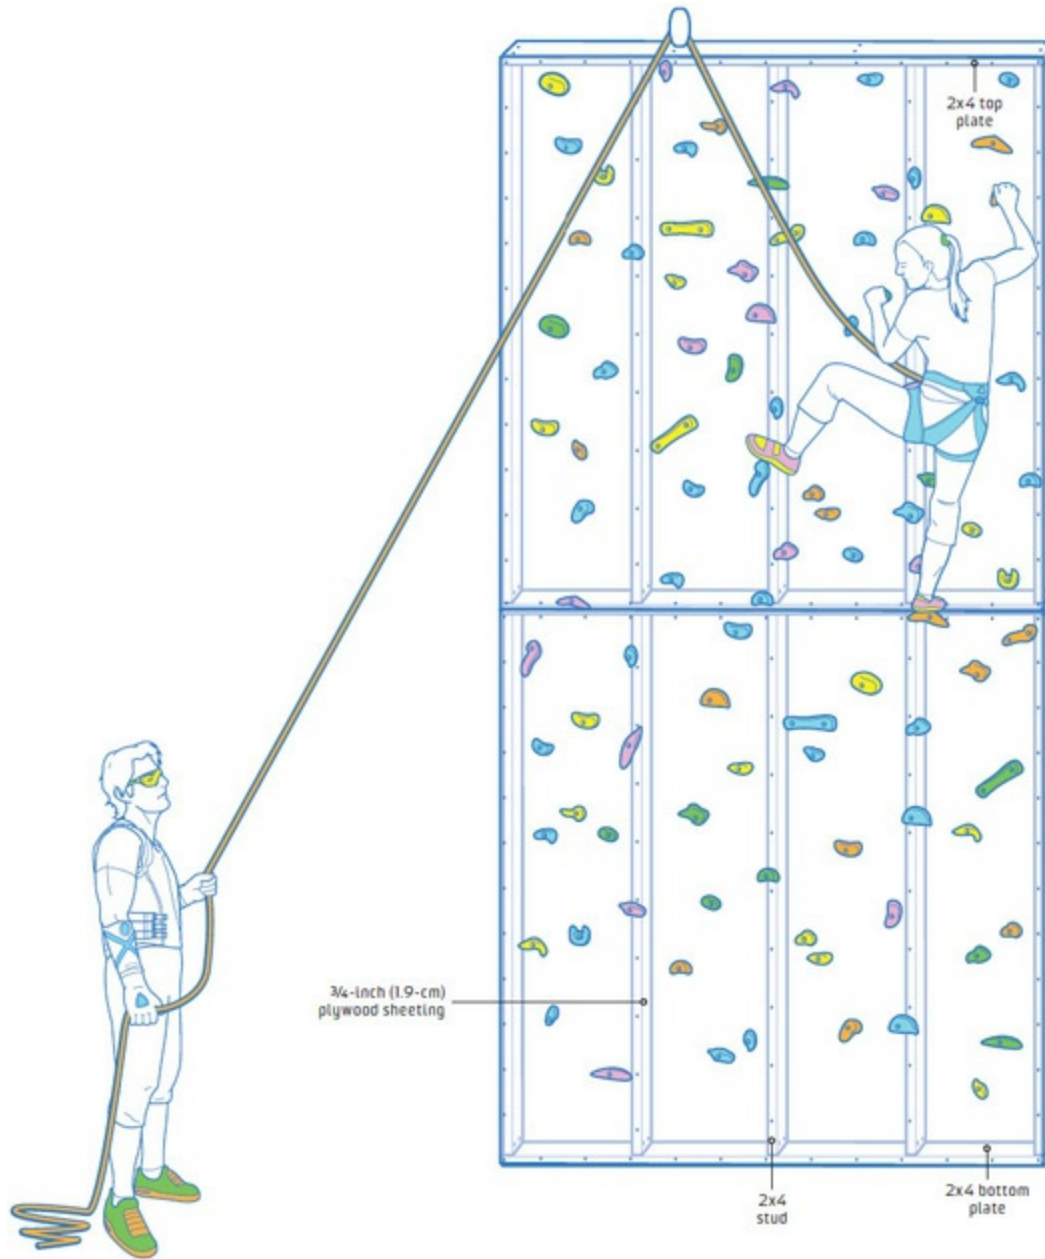 2x4 top
plate
¾-inch (1.9-cm)
plywood sheeting
2x4
stud
2x4 bottom
plate